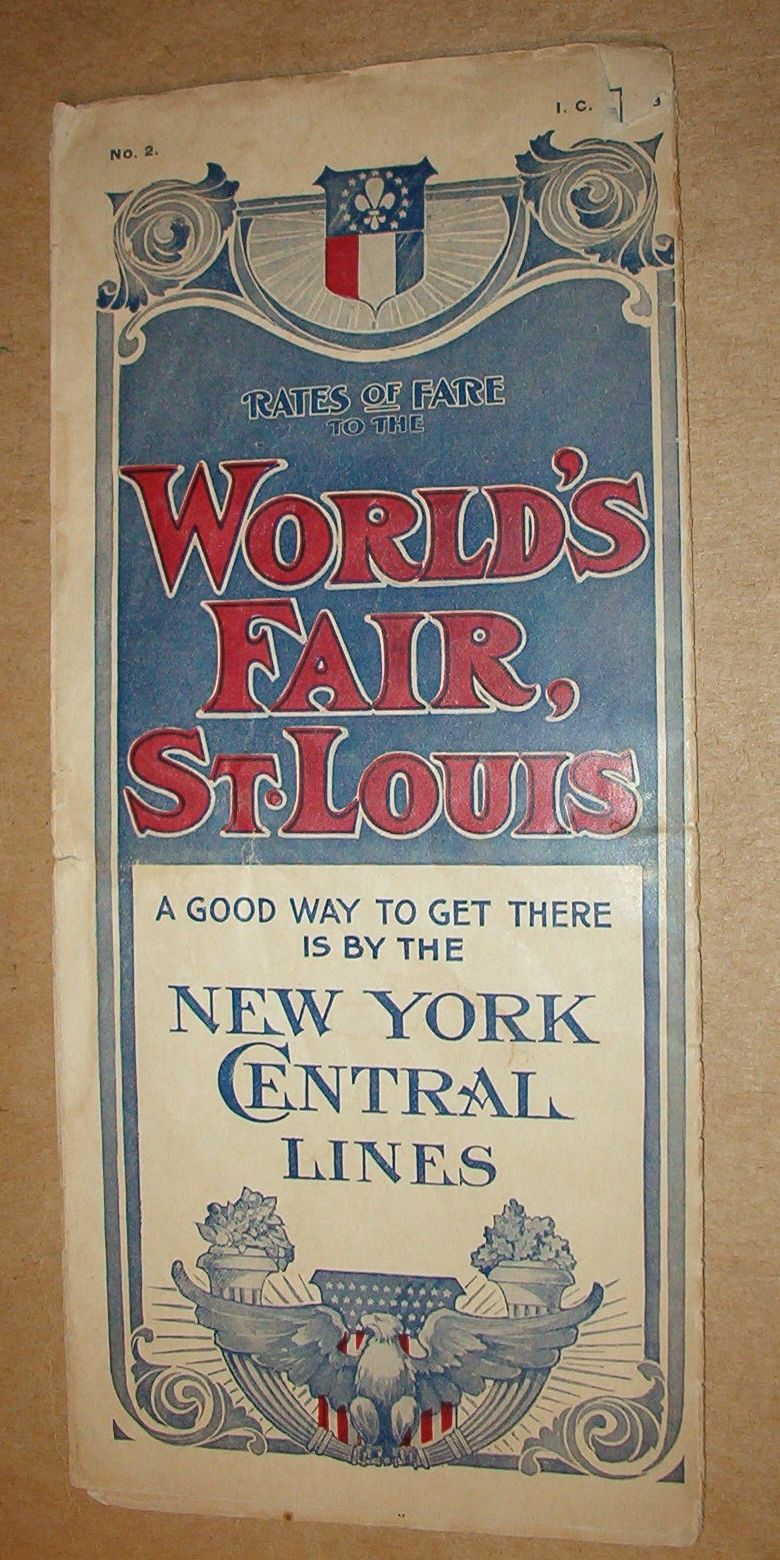 No. 2.
I. C.
RATES OF FARE
TO THE
WORLD'S
FAIR,
ST. LOUIS
A GOOD WAY TO GET THERE
IS BY THE
NEW YORK
CENTRAL
LINES